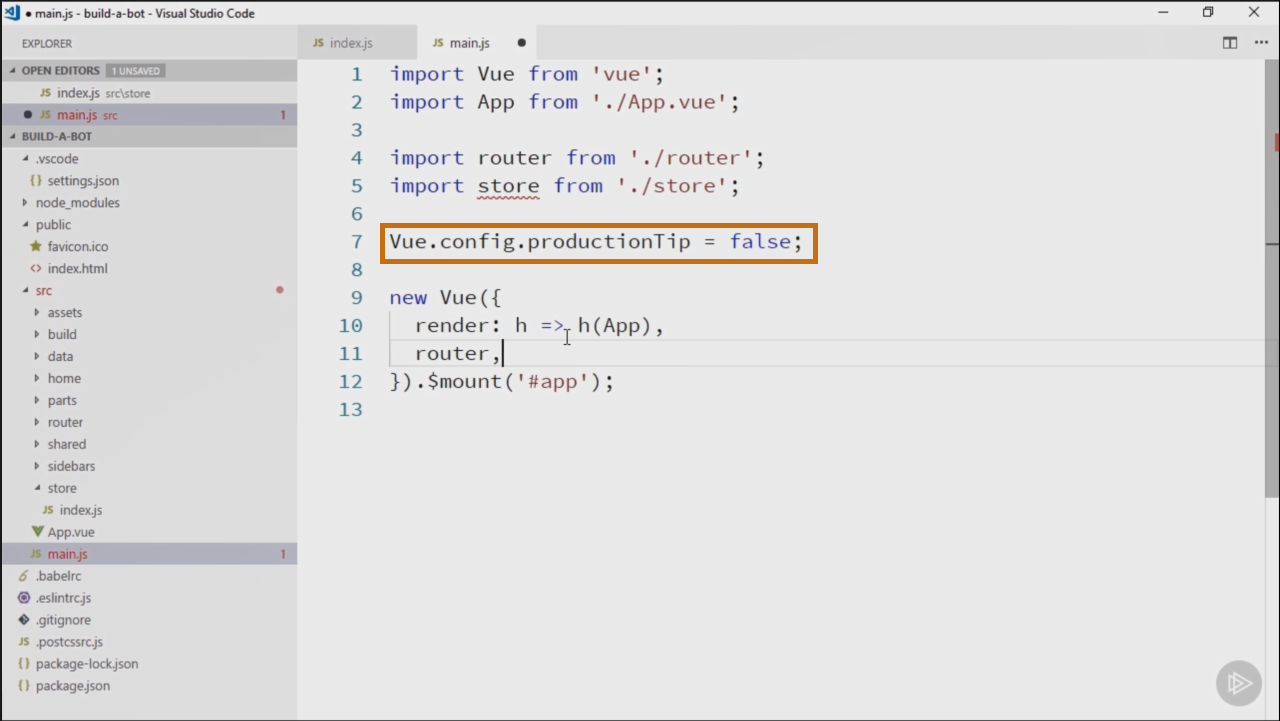 main.js - build-a-bot - Visual Studio Code
EXPLORER
OPEN EDITORS 1 UNSAVED
JS index.js src\store
JS main.js src 1
BUILD-A-BOT
.vscode
{} settings.json
node_modules
public
favicon.ico
<> index.html
src
assets
build
data
home
parts
router
shared
sidebars
store
JS index.js
App.vue
JS main.js 1
.babelrc
.eslintrc.js
.gitignore
JS .postcssrc.js
{} package-lock.json
{} package.json
JS index.js
JS main.js
1 import Vue from 'vue';
2 import App from './App.vue';
3
4 import router from './router';
5 import store from './store';
6
7 Vue.config.productionTip = false;
8
9 new Vue({
10 render: h => h(App),
11 router,
12 }).$mount('#app');
13